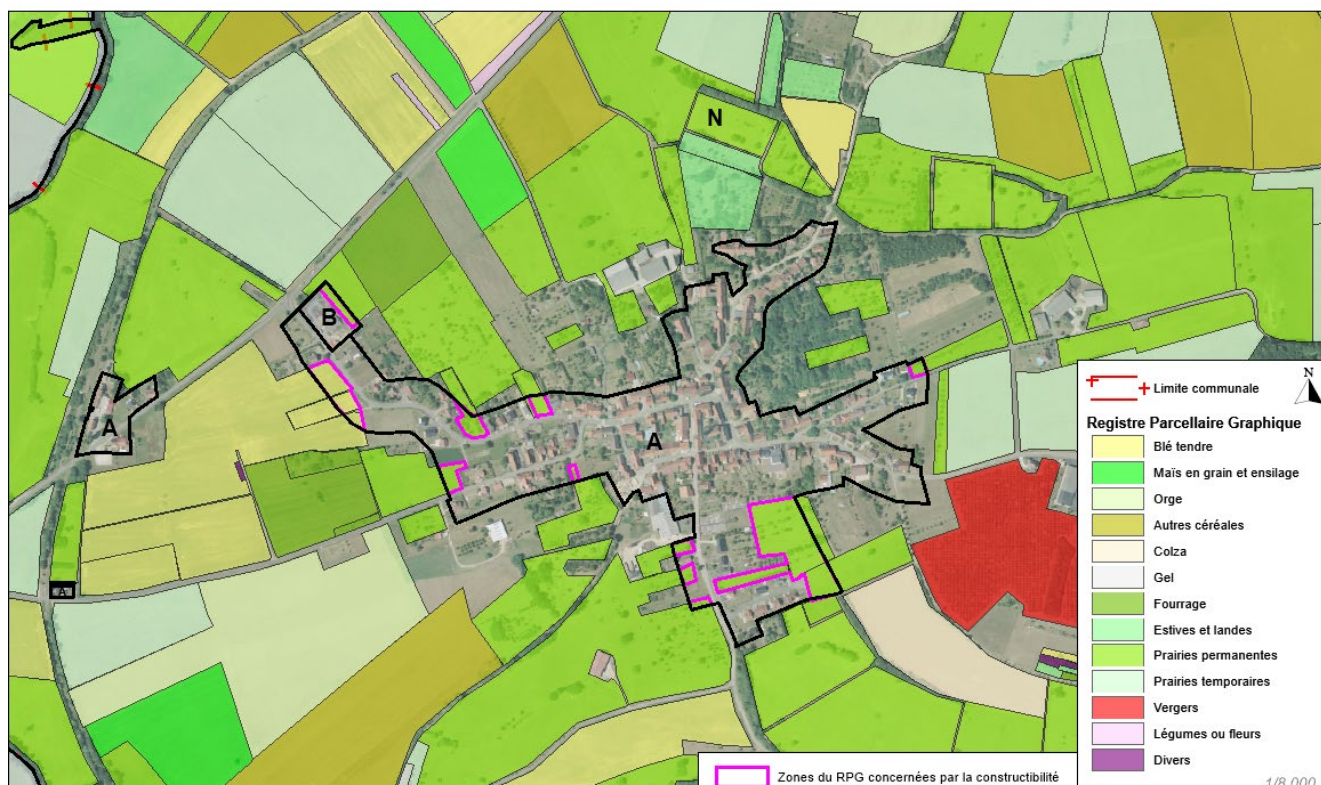 N
B
A
A
A
N
Limite communale
Registre Parcellaire Graphique
Blé tendre
Maïs en grain et ensilage
Orge
Autres céréales
Colza
Gel
Fourrage
Estives et landes
Prairies permanentes
Prairies temporaires
Vergers
Légumes ou fleurs
Divers
Zones du RPG concernées par la constructibilité
1/8 000